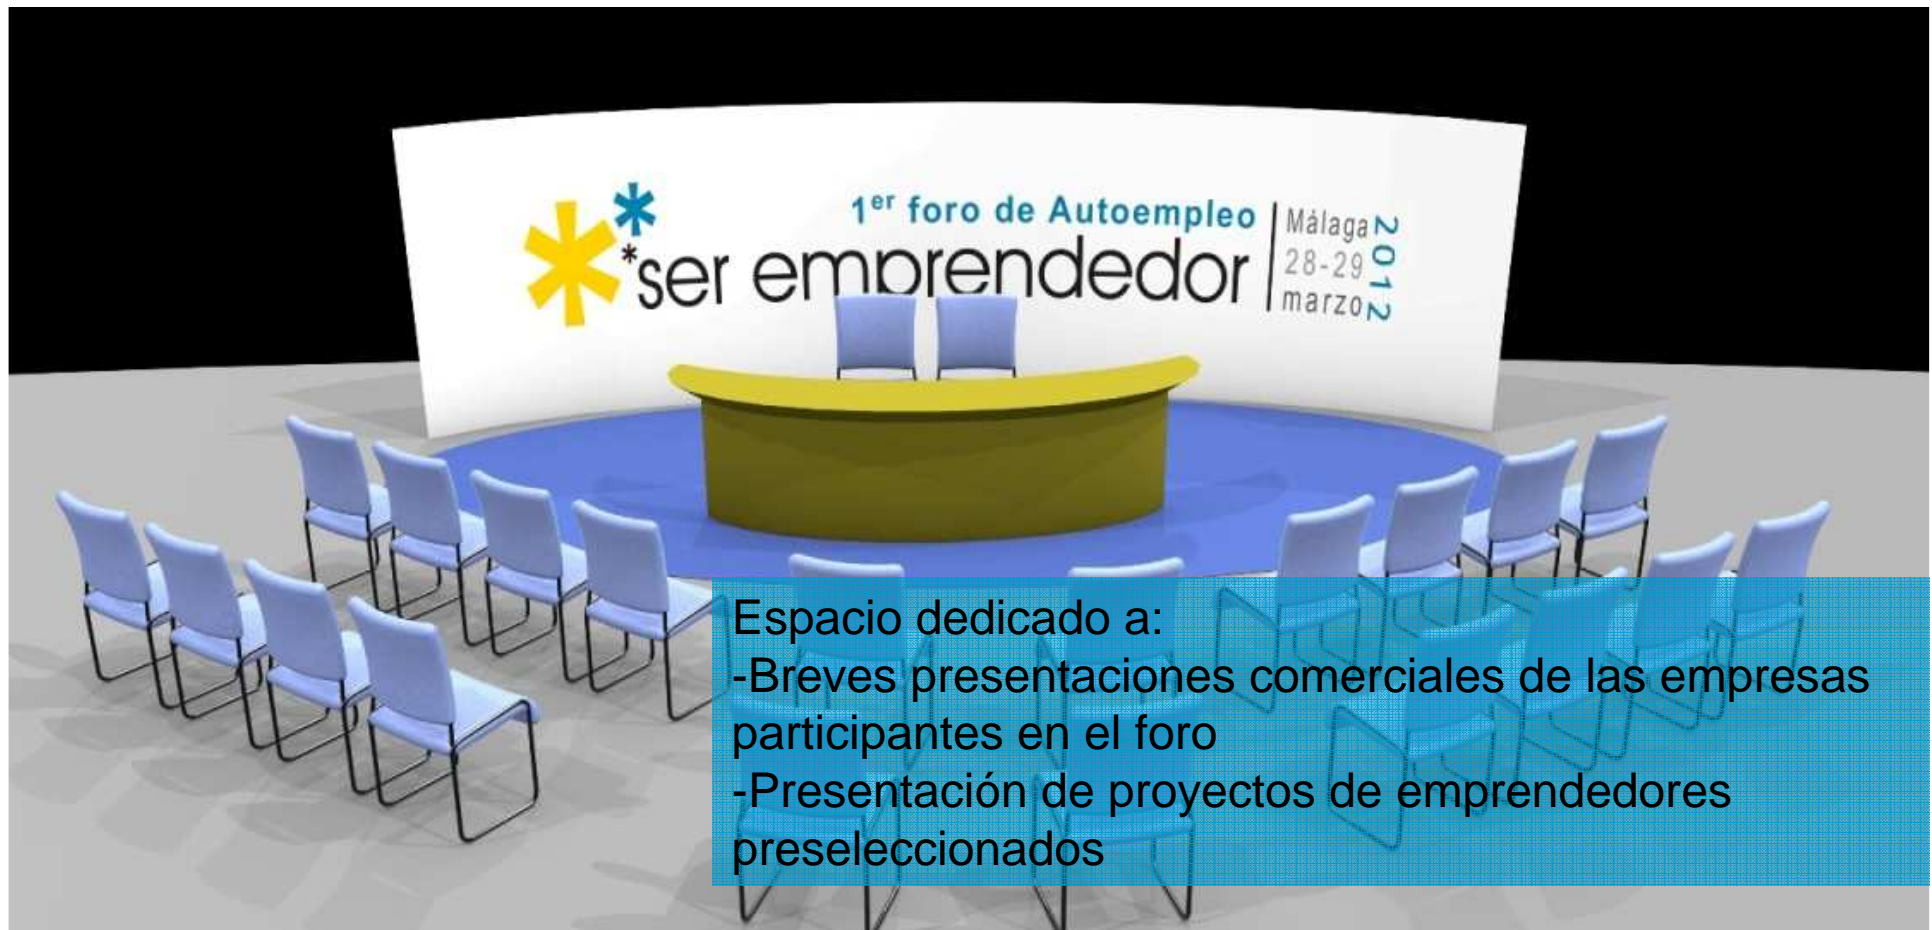 1er foro de Autoempleo
*ser emprendedor
Málaga
28-29
marzo
2012
Espacio dedicado a:
-Breves presentaciones comerciales de las empresas
participantes en el foro
-Presentación de proyectos de emprendedores
preseleccionados